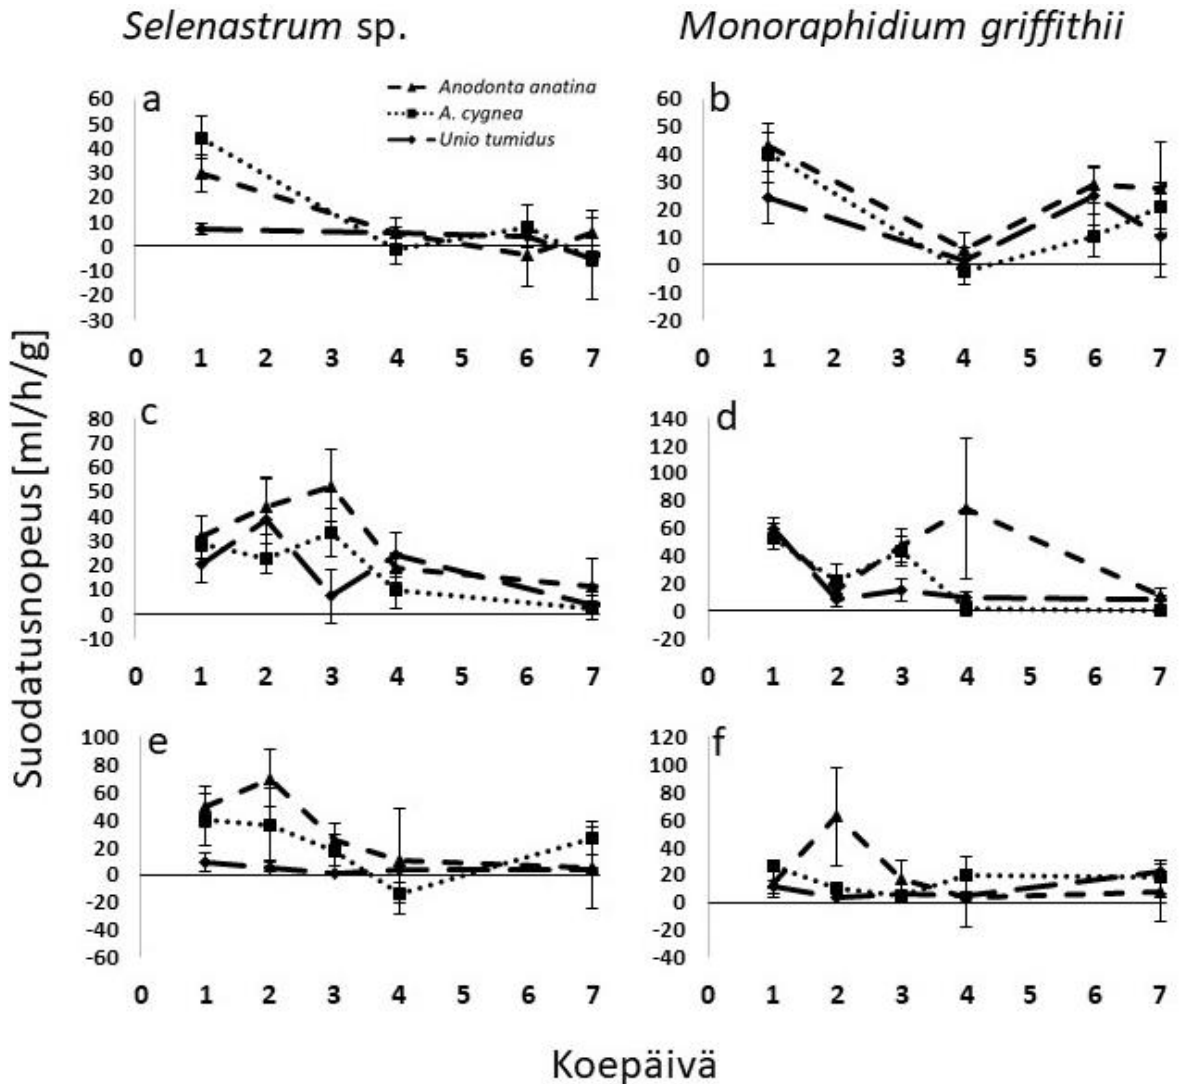 Selenastrum sp.
Monoraphidium griffithii
Suodatusnopeus [ml/h/g]
a
Anodonta anatina
A. cygnea
Unio tumidus
60
50
40
30
20
10
0
-10
-20
-30
0 1 2 3 4 5 6 7
b
60
50
40
30
20
10
0
-10
-20
0 1 2 3 4 5 6 7
c
80
70
60
50
40
30
20
10
0
-10
0 1 2 3 4 5 6 7
d
140
120
100
80
60
40
20
0
-20
0 1 2 3 4 5 6 7
e
100
80
60
40
20
0
-20
-40
-60
0 1 2 3 4 5 6 7
f
120
100
80
60
40
20
0
-20
-40
0 1 2 3 4 5 6 7
Koepäivä